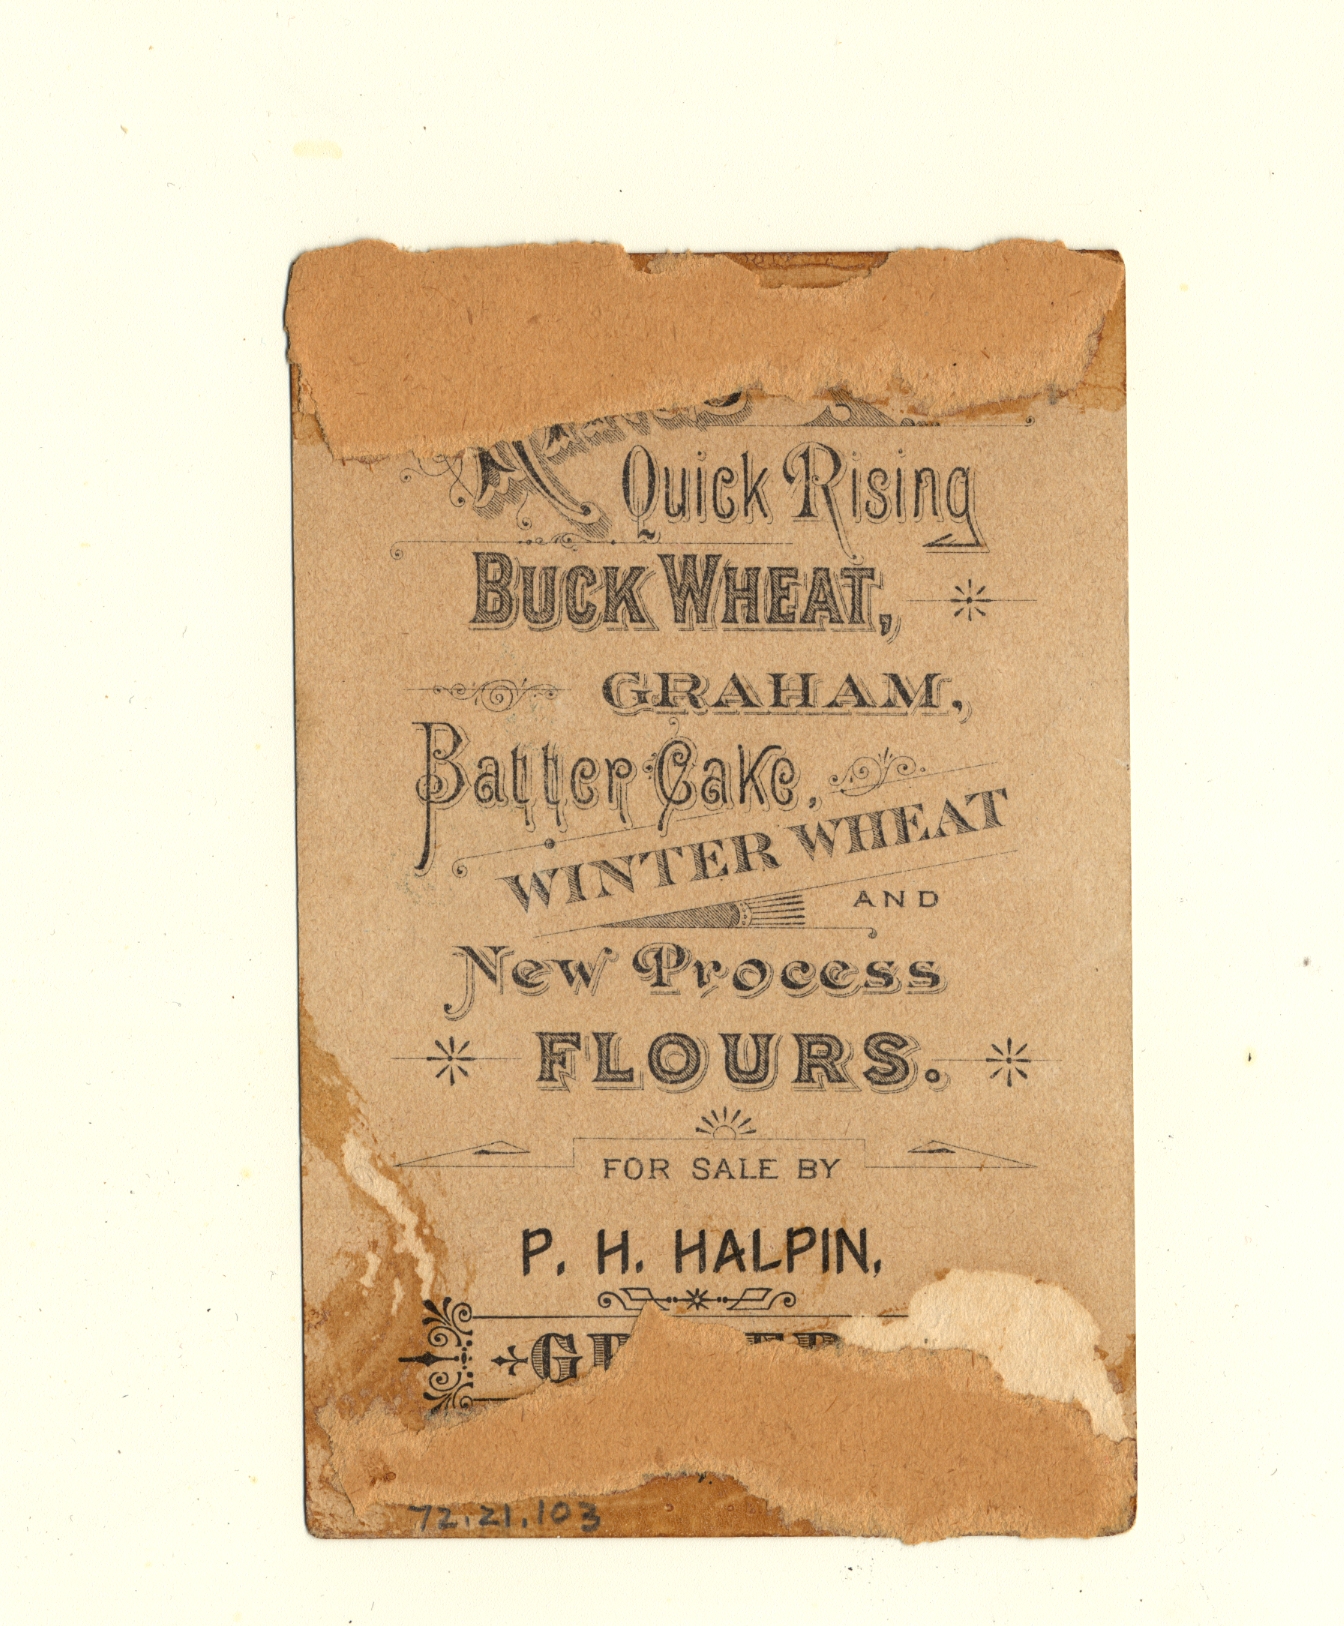 Quick Rising
BUCK WHEAT,
GRAHAM,
Batter Cake,
WINTER WHEAT
AND
New Process
FLOURS.
FOR SALE BY
P. H. HALPIN,
72.21.103